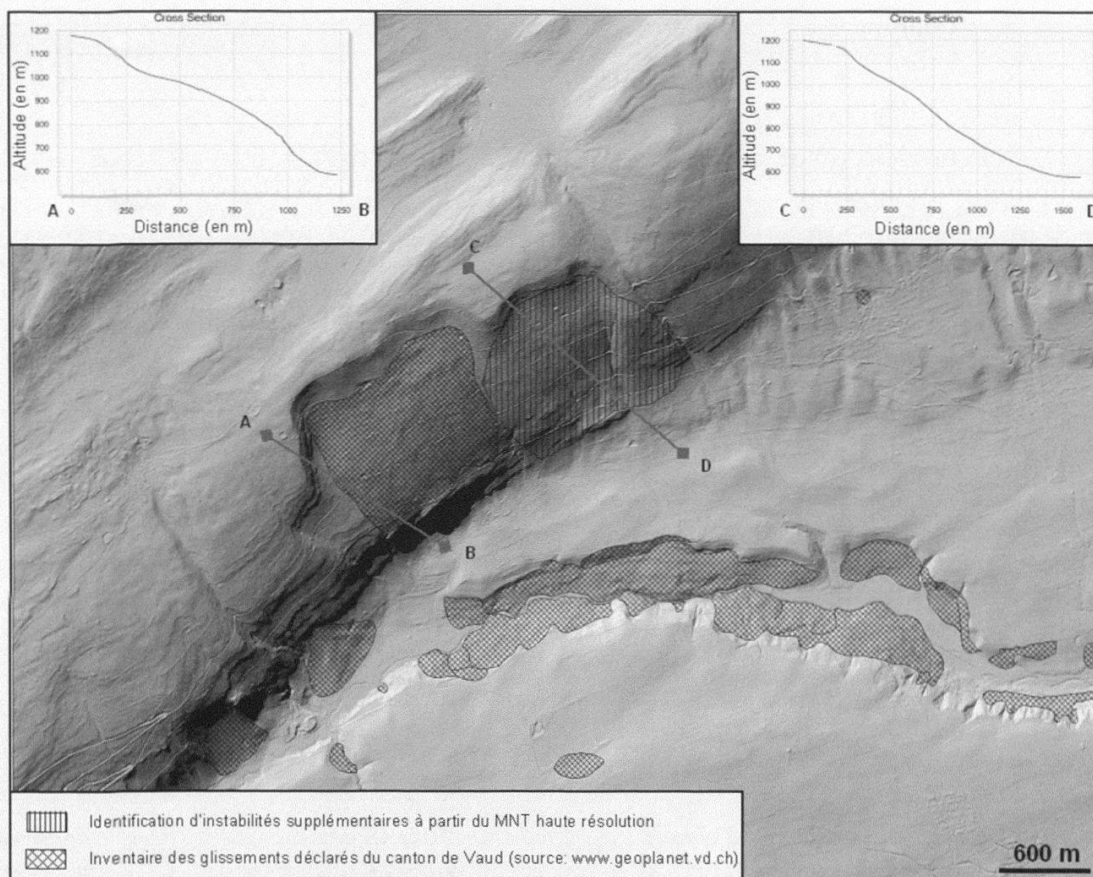 Cross Section
1200
1100
1000
900
800
700
600
Altitude (en m)
A
0
250
500
750
1000
1250
B
Distance (en m)
Cross Section
1200
1100
1000
900
800
700
600
Altitude (en m)
C
0
250
500
750
1000
1250
1500
D
Distance (en m)
C
A
D
B
Identification d'instabilités supplémentaires à partir du MNT haute résolution
Inventaire des glissements déclarés du canton de Vaud (source: www.geoplanet.vd.ch)
600 m